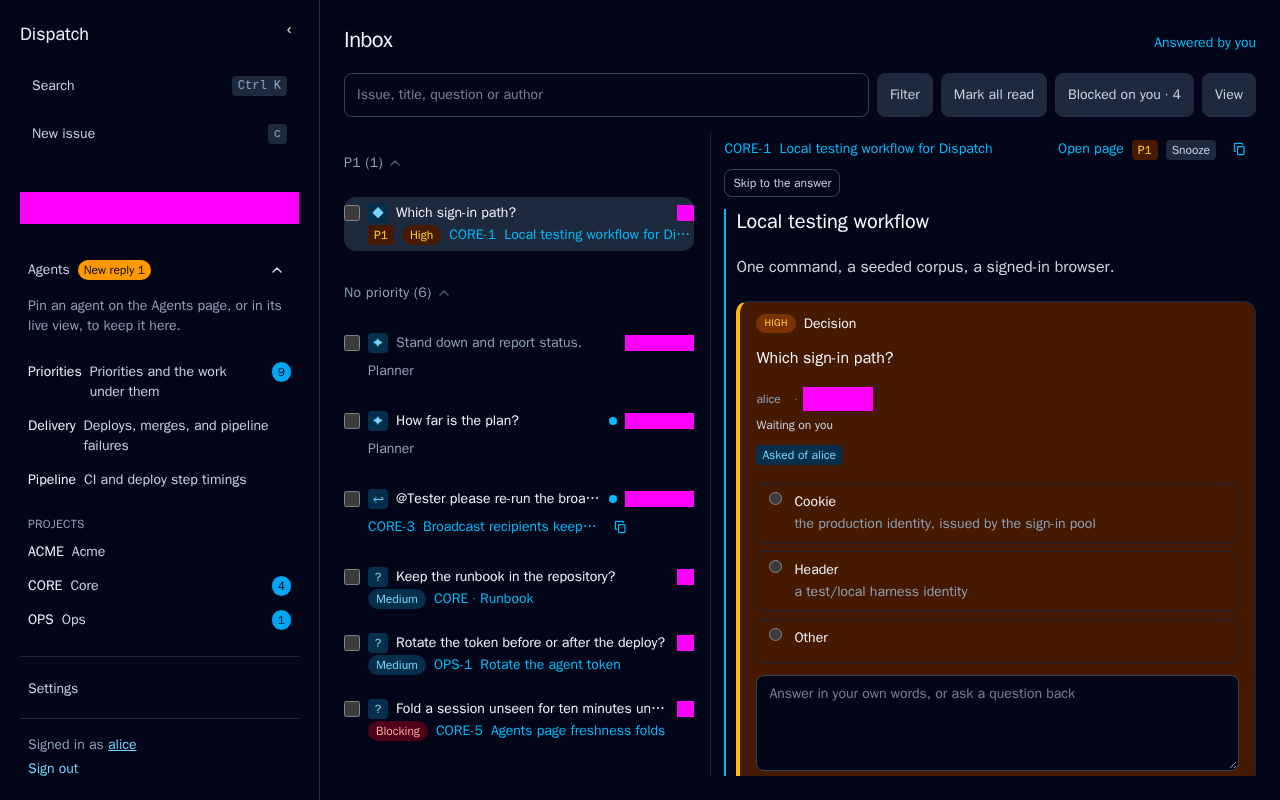 Dispatch
Search
Ctrl K
New issue
C
Agents
New reply 1
Pin an agent on the Agents page, or in its
live view, to keep it here.
Priorities
Priorities and the work
under them
9
Delivery
Deploys, merges, and pipeline
failures
Pipeline
CI and deploy step timings
PROJECTS
ACME Acme
CORE Core
4
OPS Ops
1
Settings
Signed in as alice
Sign out
Inbox
Answered by you
Issue, title, question or author
Filter
Mark all read
Blocked on you · 4
View
P1 (1)
Which sign-in path?
P1
High
CORE-1 Local testing workflow for Di⋯
No priority (6)
Stand down and report status.
Planner
How far is the plan?
Planner
@Tester please re-run the broa⋯
CORE-3 Broadcast recipients keep⋯
? Keep the runbook in the repository?
Medium
CORE · Runbook
? Rotate the token before or after the deploy?
Medium
OPS-1 Rotate the agent token
? Fold a session unseen for ten minutes un⋯
Blocking
CORE-5 Agents page freshness folds
CORE-1 Local testing workflow for Dispatch
Open page
P1
Snooze
Skip to the answer
Local testing workflow
One command, a seeded corpus, a signed-in browser.
HIGH
Decision
Which sign-in path?
alice ·
Waiting on you
Asked of alice
Cookie
the production identity, issued by the sign-in pool
Header
a test/local harness identity
Other
Answer in your own words, or ask a question back